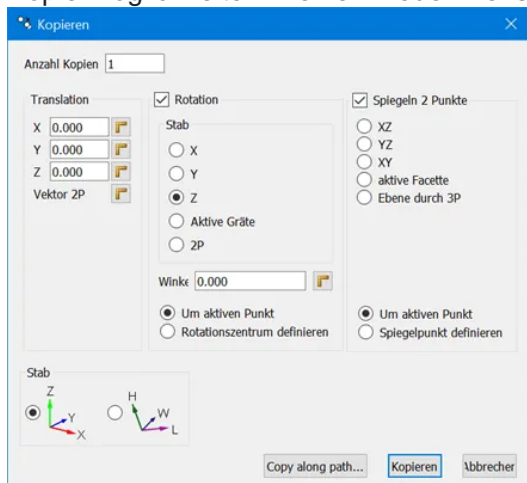 Kopieren
Anzahl Kopien 1
Translation
X 0.000
Y 0.000
Z 0.000
Vektor 2P
Rotation
Stab
X
Y
Z
Aktive Gräte
2P
Winke 0.000
Um aktiven Punkt
Rotationszentrum definieren
Spiegeln 2 Punkte
XZ
YZ
XY
aktive Facette
Ebene durch 3P
Um aktiven Punkt
Spiegelpunkt definieren
Stab
Z
Y
X
H
W
L
Copy along path...
Kopieren
Abbrecher